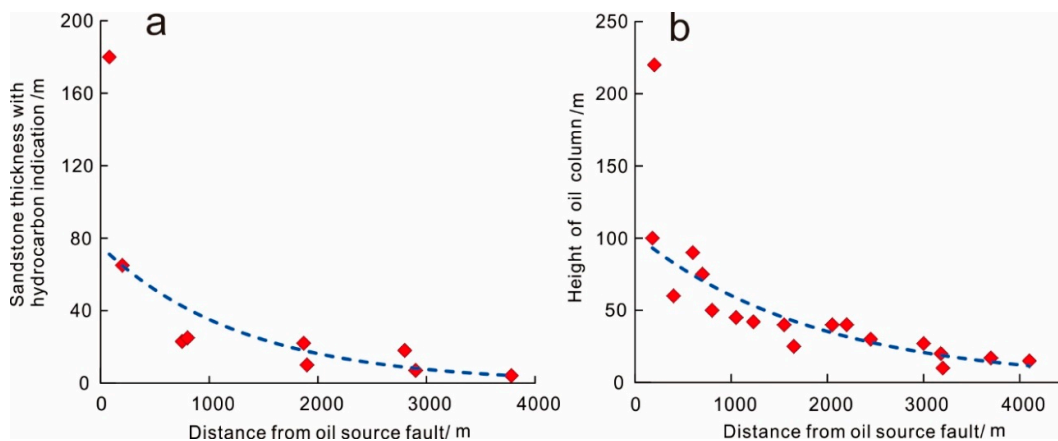 a
200
160
120
80
40
0
Sandstone thickness with
hydrocarbon indication /m
0 1000 2000 3000 4000
Distance from oil source fault/ m
b
250
200
150
100
50
0
Height of oil column/m
0 1000 2000 3000 4000
Distance from oil source fault/ m